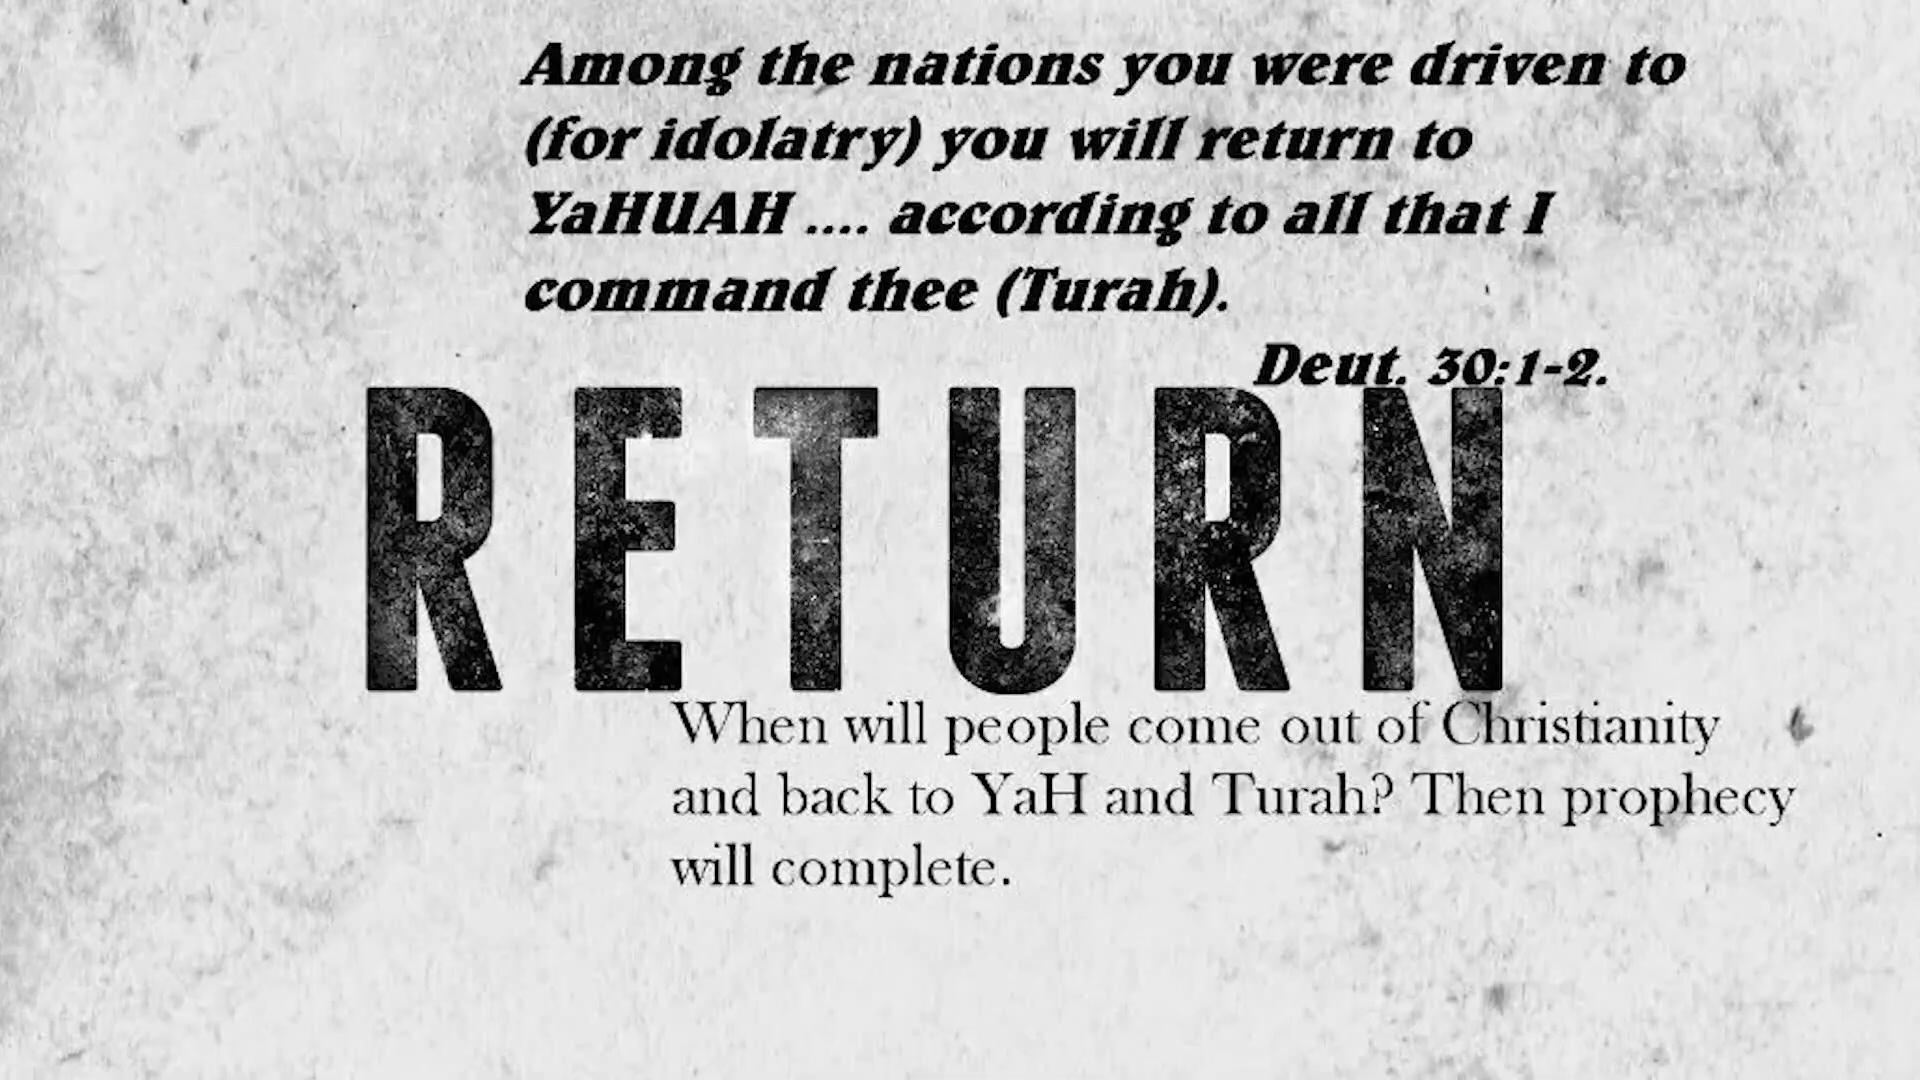 Among the nations you were driven to
(for idolatry) you will return to
YaHUAH .... according to all that I
command thee (Turah).
Deut. 30:1-2.
RETURN
When will people come out of Christianity
and back to YaH and Turah? Then prophecy
will complete.